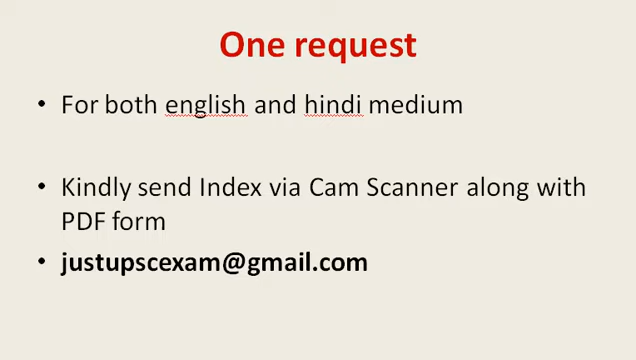 One request
• For both english and hindi medium
• Kindly send Index via Cam Scanner along with
PDF form
• justupscexam@gmail.com